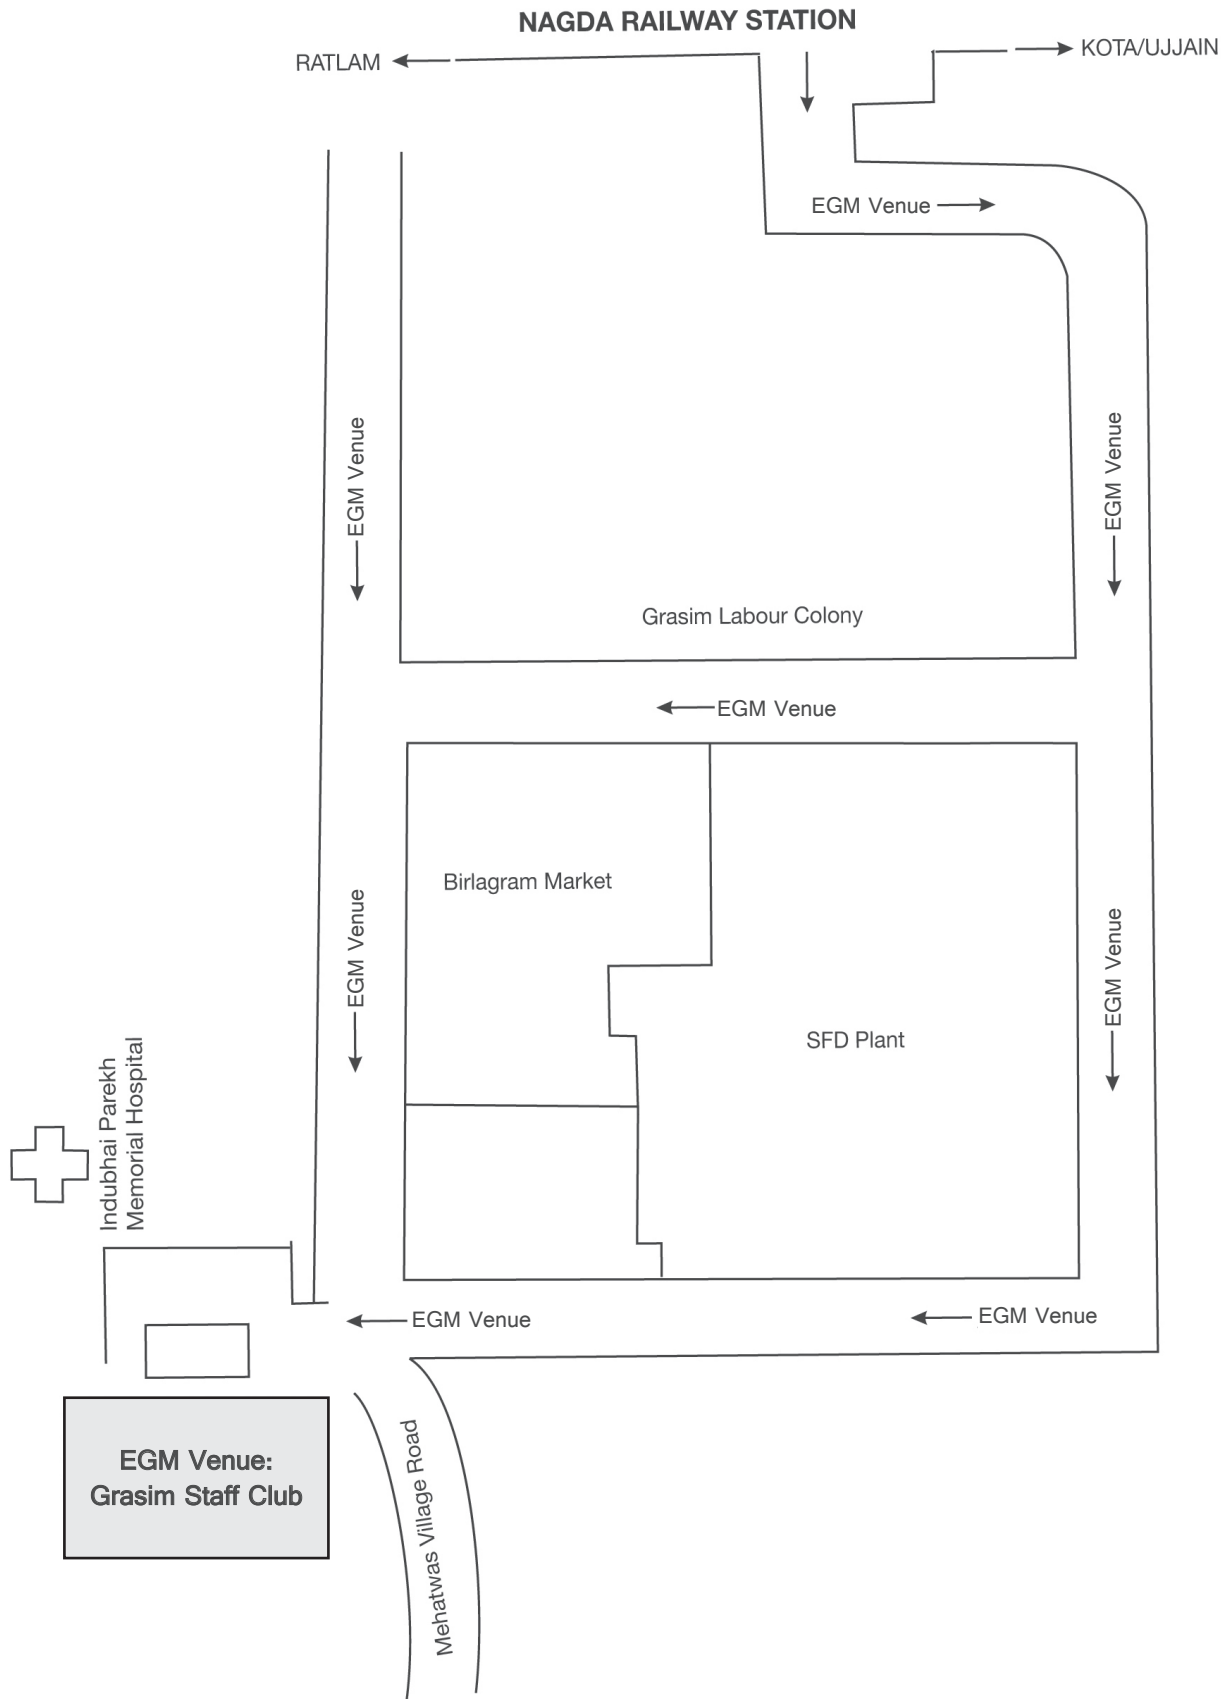 NAGDA RAILWAY STATION
RATLAM
KOTA/UJJAIN
EGM Venue
EGM Venue
EGM Venue
Grasim Labour Colony
EGM Venue
Birlagram Market
EGM Venue
EGM Venue
SFD Plant
Indubhai Parekh
Memorial Hospital
EGM Venue
EGM Venue
EGM Venue:
Grasim Staff Club
Mehatwas Village Road